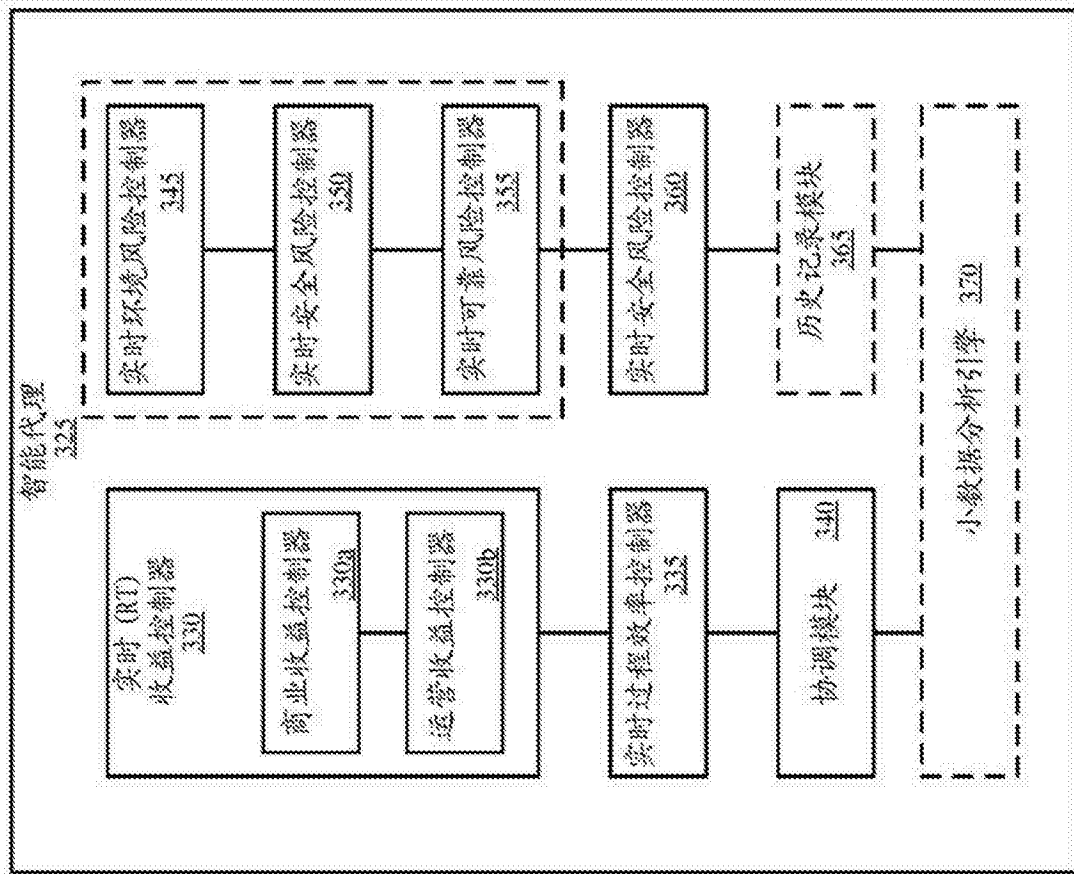 智能代理
325
实时 (RT)
收益控制器
330
商业收益控制器
330a
运营收益控制器
330b
实时过程效率控制器
335
协调模块
340
实时环境风险控制器
345
实时安全风险控制器
350
实时可靠风险控制器
355
实时安全风险控制器
360
历史记录模块
365
小数据分析引擎 370